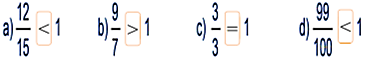 a) 12/15 < 1 b) 9/7 > 1 c) 3/3 = 1 d) 99/100 < 1